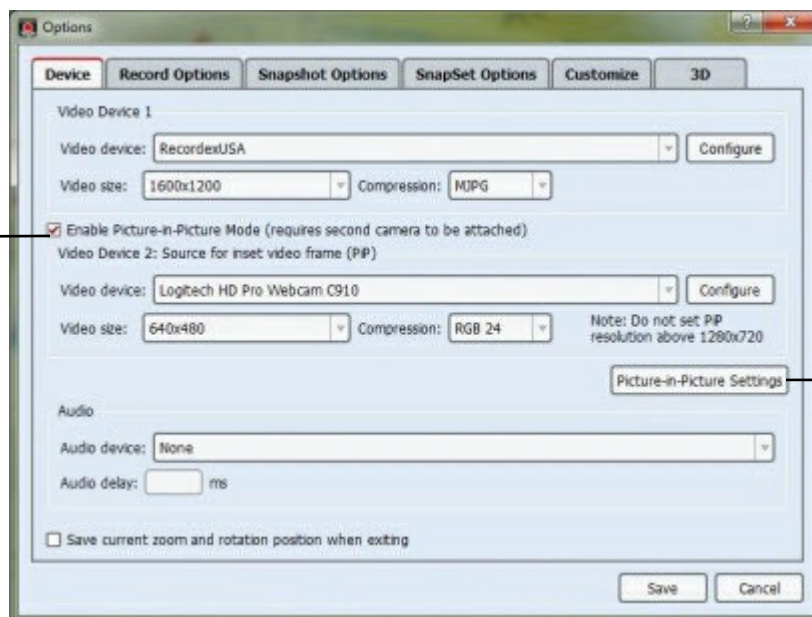 Options
Device
Record Options
Snapshot Options
SnapSet Options
Customize
3D
Video Device 1
Video device: RecordexUSA
Configure
Video size: 1600x1200
Compression: MJPG
Enable Picture-in-Picture Mode (requires second camera to be attached)
Video Device 2: Source for inset video frame (PiP)
Video device: Logitech HD Pro Webcam C910
Configure
Video size: 640x480
Compression: RGB 24
Note: Do not set PiP
resolution above 1280x720
Picture-in-Picture Settings
Audio
Audio device: None
Audio delay:
ms
Save current zoom and rotation position when exiting
Save
Cancel